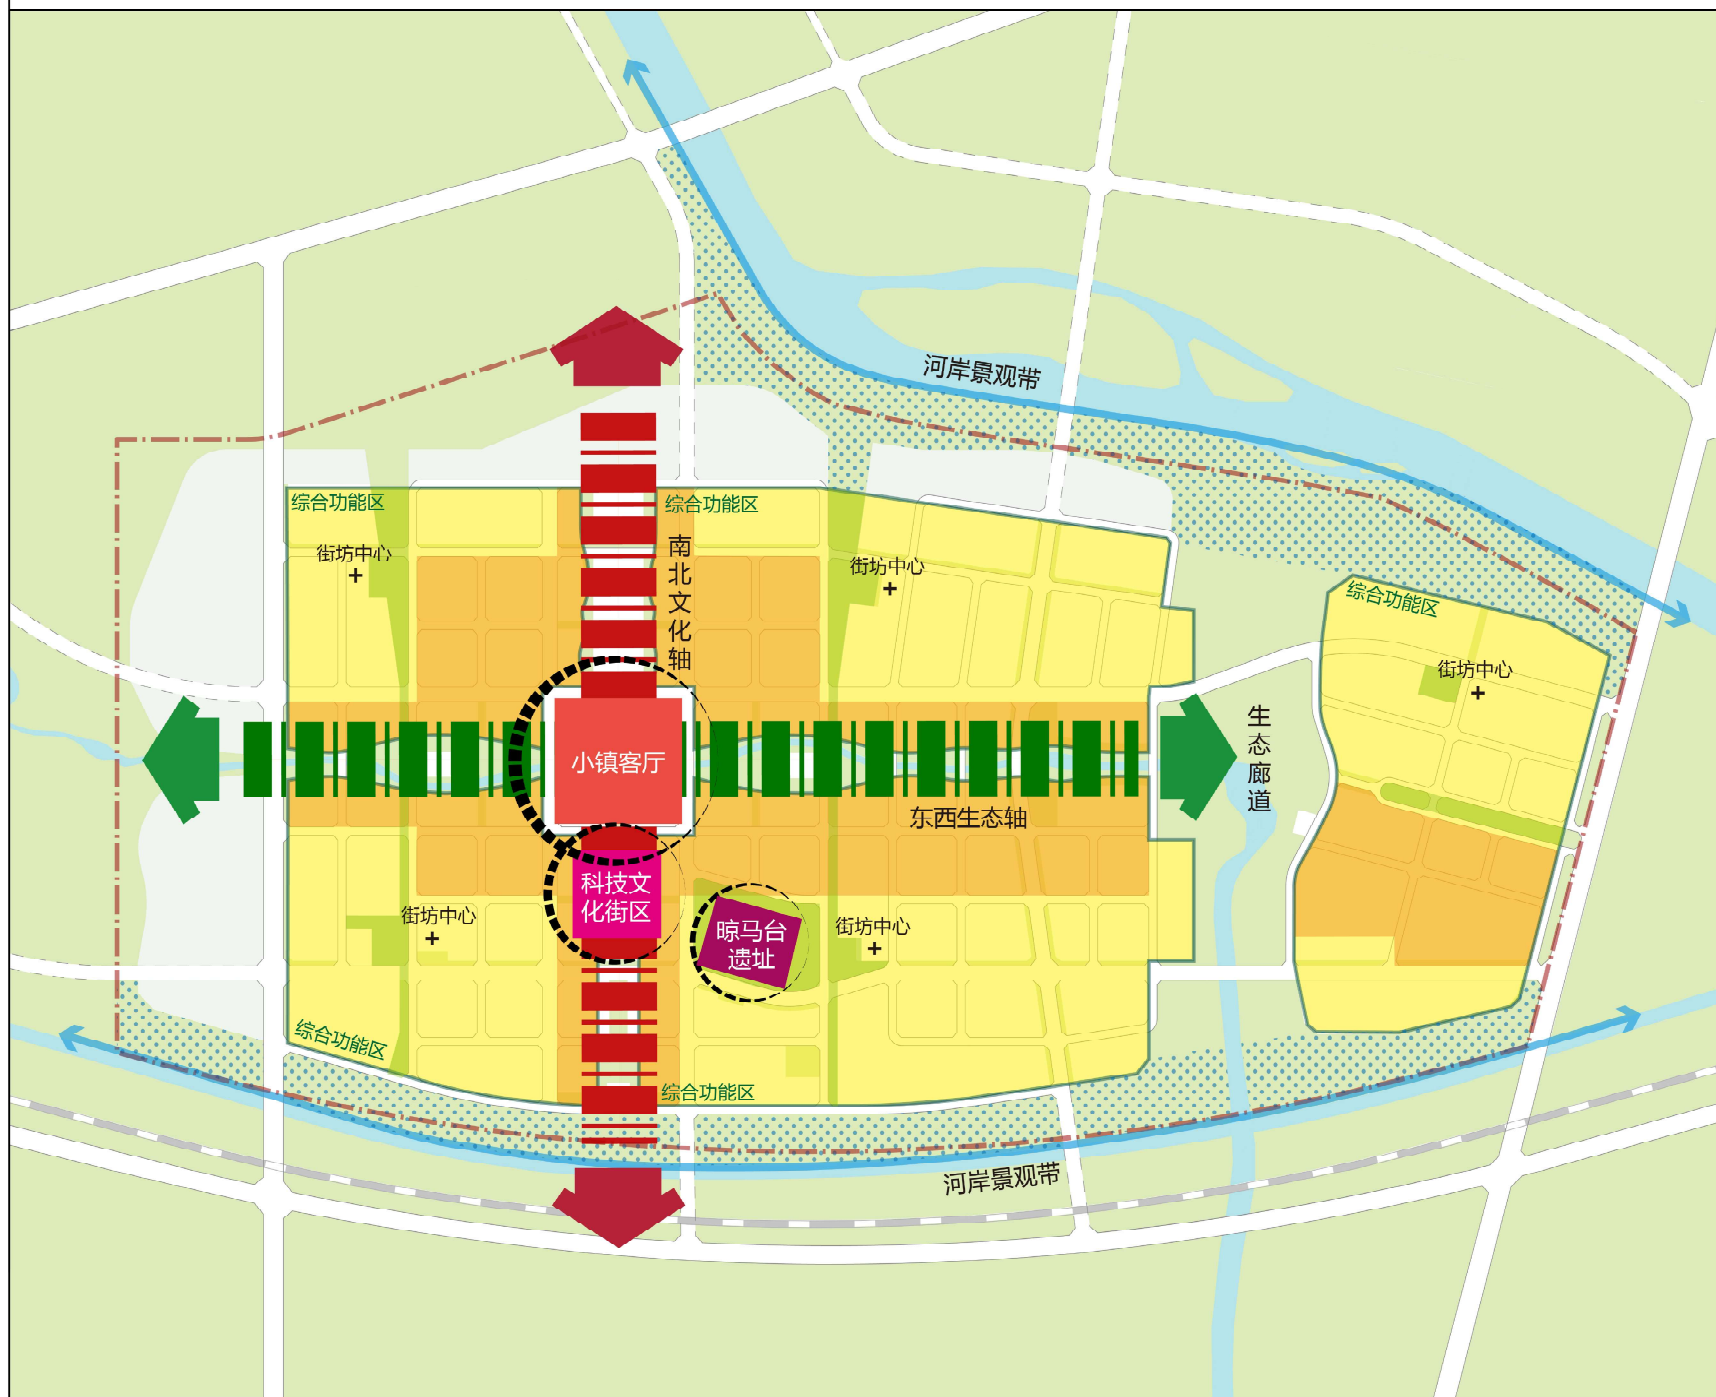 河岸景观带
综合功能区
综合功能区
街坊中心
南北文化轴
街坊中心
综合功能区
街坊中心
小镇客厅
生态廊道
东西生态轴
科技文
化街区
街坊中心
晾马台
遗址
街坊中心
综合功能区
综合功能区
河岸景观带